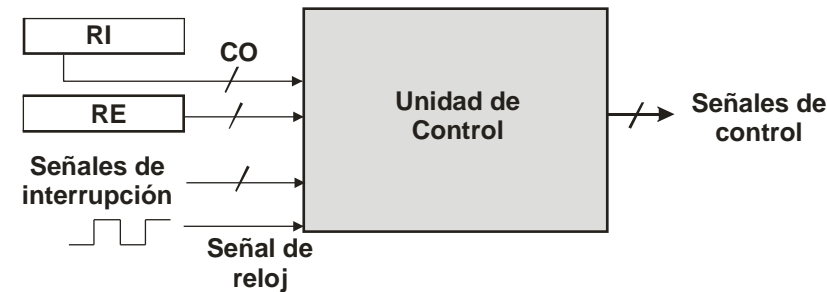 RI
CO
RE
Señales de
interrupción
Señal de
reloj
Unidad de
Control
Señales de
control